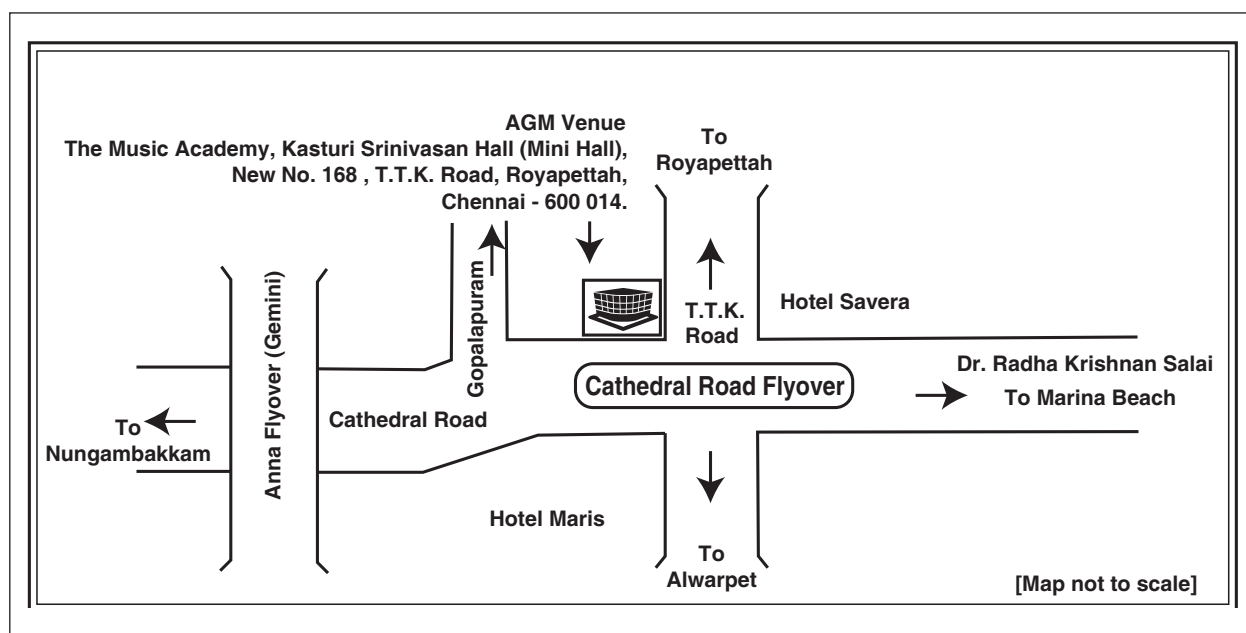 AGM Venue
The Music Academy, Kasturi Srinivasan Hall (Mini Hall),
New No. 168 , T.T.K. Road, Royapettah,
Chennai - 600 014.
To
Royapettah
Anna Flyover (Gemini)
Gopalapuram
T.T.K.
Road
Hotel Savera
Cathedral Road Flyover
Dr. Radha Krishnan Salai
To Marina Beach
Cathedral Road
To
Nungambakkam
Hotel Maris
To
Alwarpet
[Map not to scale]